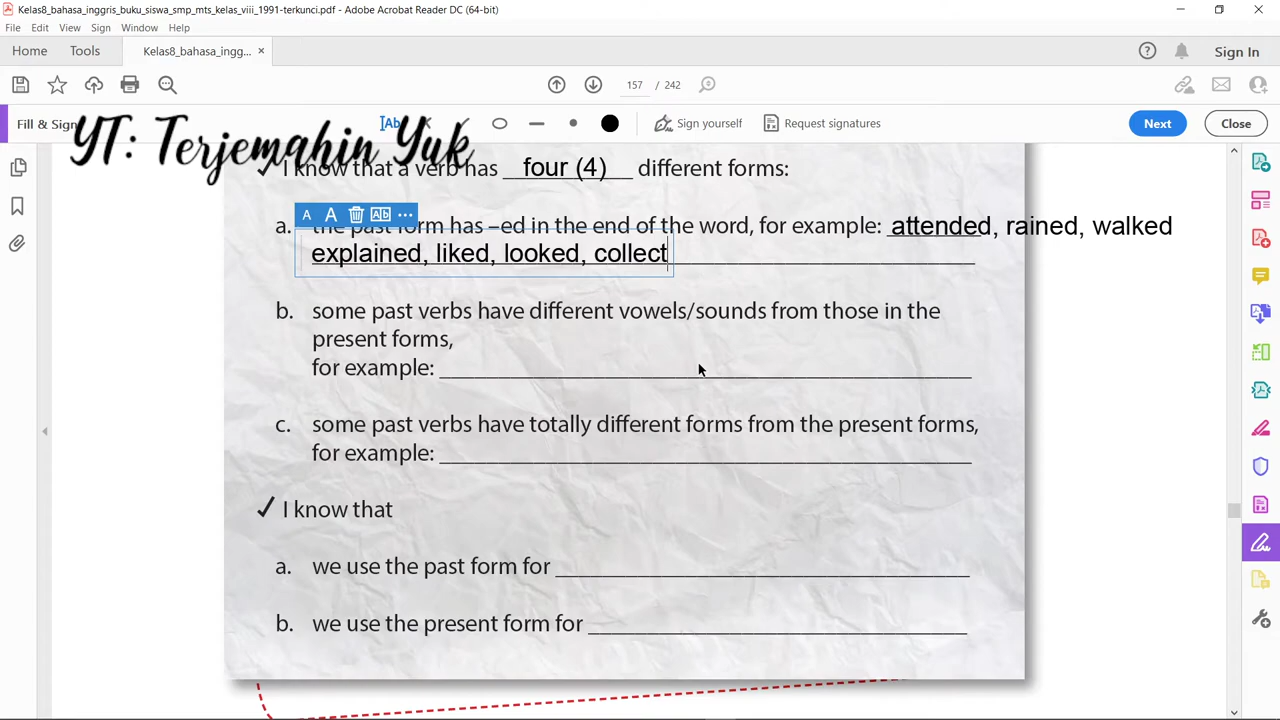 Kelas8_bahasa_inggris_buku_siswa_smp_mts_kelas_viii_1991-terkunci.pdf - Adobe Acrobat Reader DC (64-bit)
File Edit View Sign Window Help
Home Tools Kelas8_bahasa_ingg... × Sign In
157 / 242
Fill & Sign Ab Sign yourself Request signatures Next Close
YT: Terjemahin Yuk
✓ I know that a verb has four (4) different forms:
A A Ab ...
a. the past form has –ed in the end of the word, for example: attended, rained, walked
explained, liked, looked, collect
b. some past verbs have different vowels/sounds from those in the
present forms,
for example:
c. some past verbs have totally different forms from the present forms,
for example:
✓ I know that
a. we use the past form for
b. we use the present form for